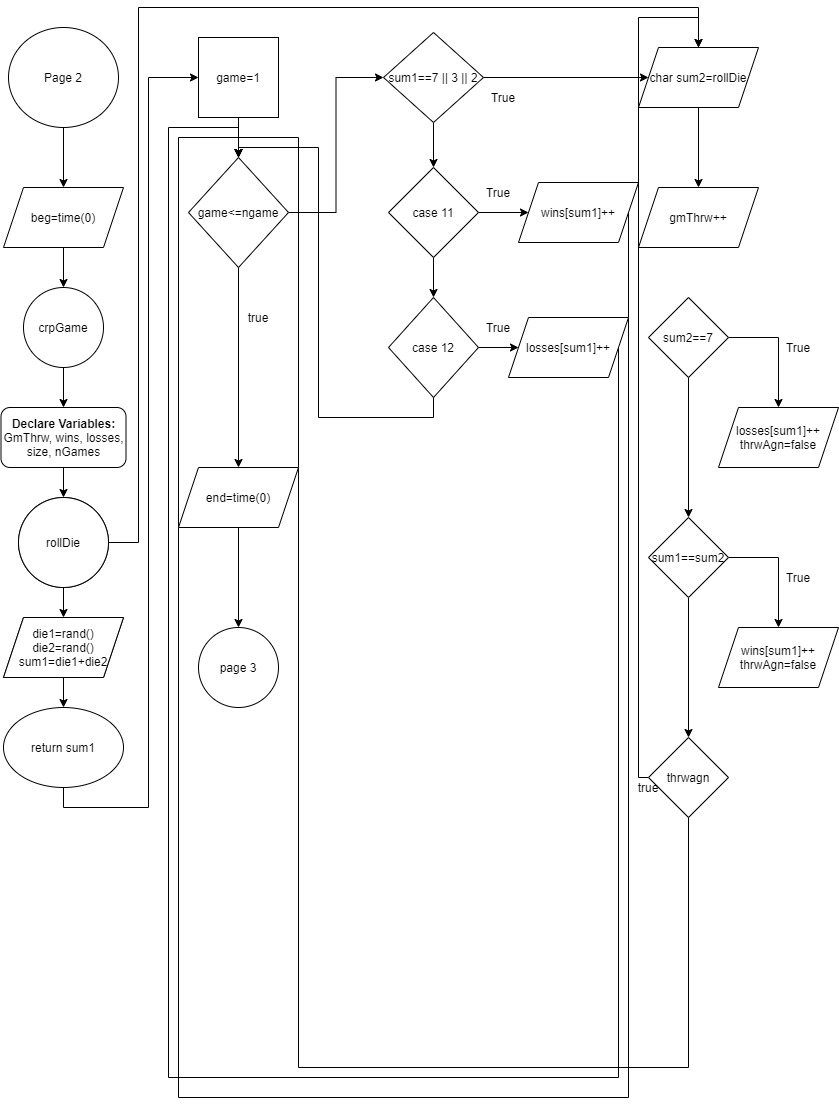 Page 2
beg=time(0)
crpGame
Declare Variables:
GmThrw, wins, losses,
size, nGames
rollDie
die1=rand()
die2=rand()
sum1=die1+die2
return sum1
game=1
game<=ngame
true
end=time(0)
page 3
sum1==7 || 3 || 2
True
case 11
True
wins[sum1]++
case 12
True
losses[sum1]++
char sum2=rollDie
gmThrw++
sum2==7
True
losses[sum1]++
thrwAgn=false
sum1==sum2
True
wins[sum1]++
thrwAgn=false
thrwagn
true